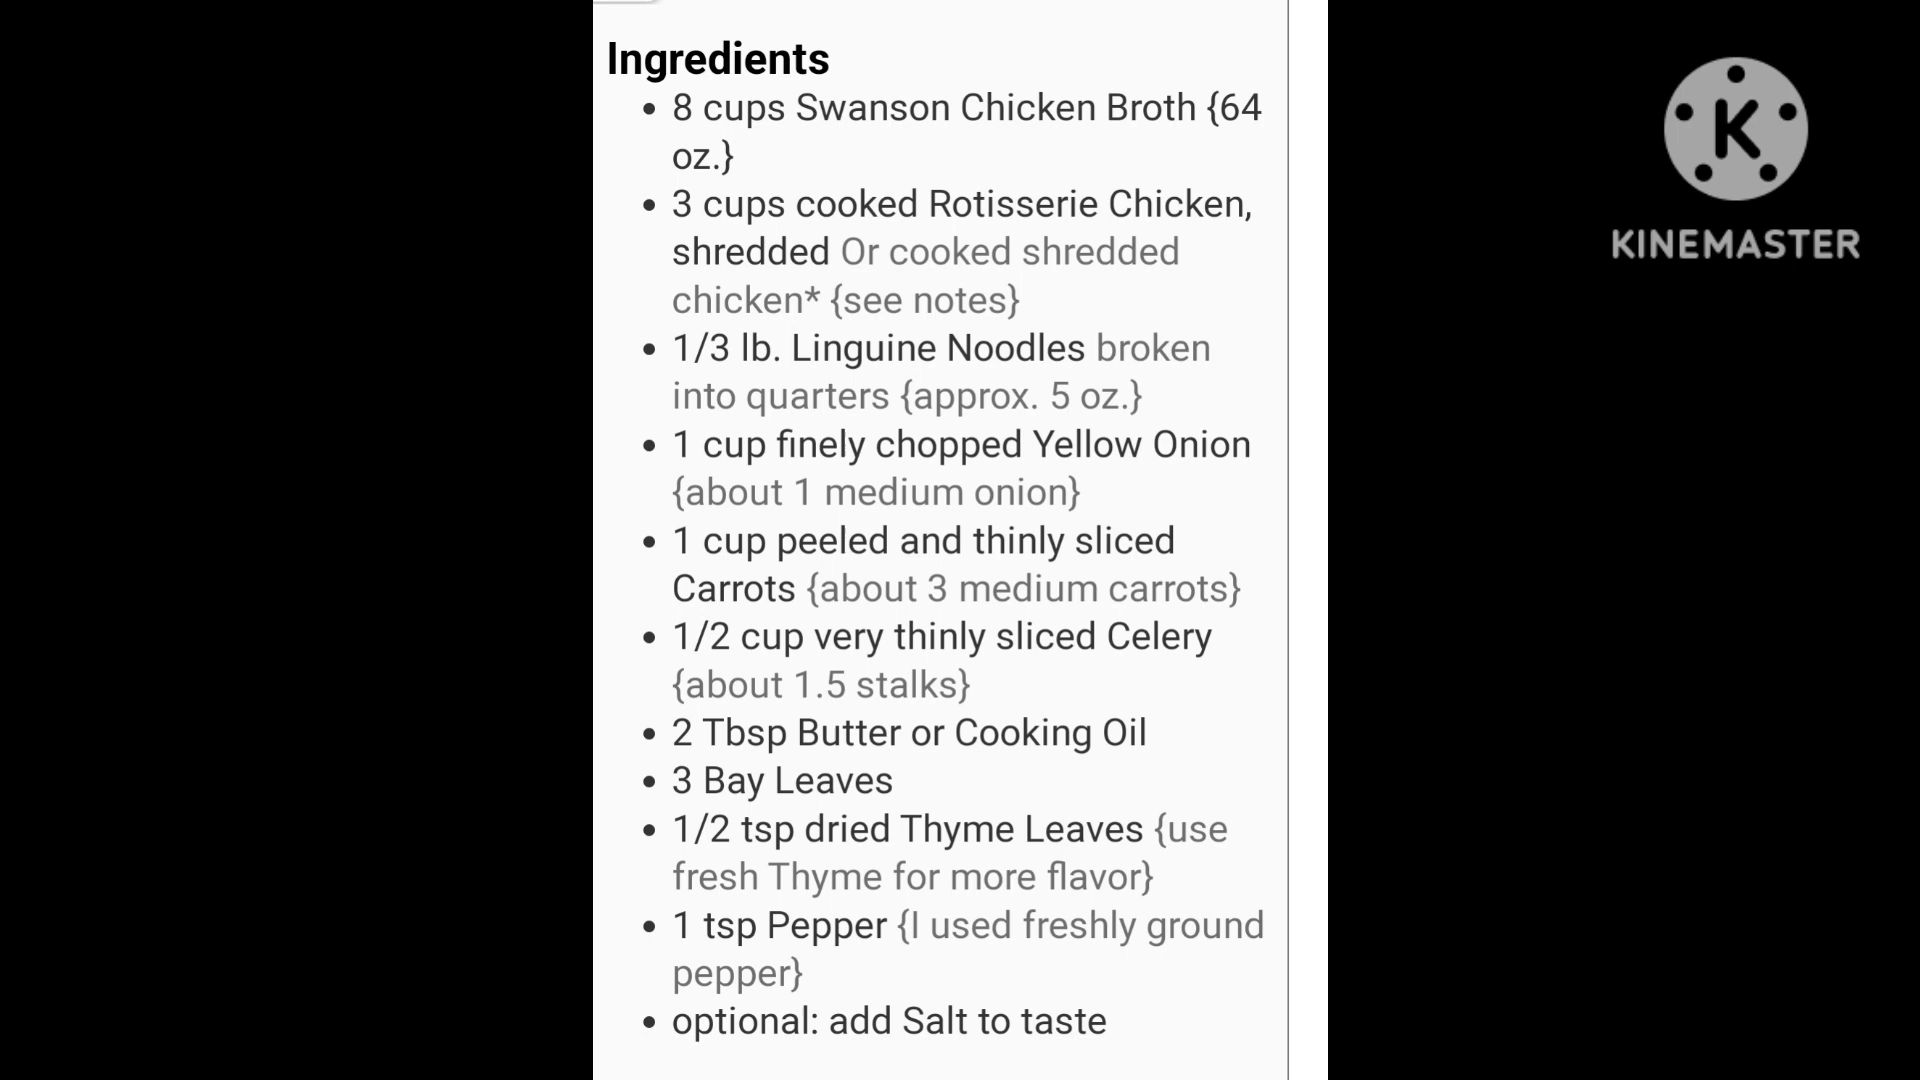 Ingredients
• 8 cups Swanson Chicken Broth {64
oz.}
• 3 cups cooked Rotisserie Chicken,
shredded Or cooked shredded
chicken* {see notes}
• 1/3 lb. Linguine Noodles broken
into quarters {approx. 5 oz.}
• 1 cup finely chopped Yellow Onion
{about 1 medium onion}
• 1 cup peeled and thinly sliced
Carrots {about 3 medium carrots}
• 1/2 cup very thinly sliced Celery
{about 1.5 stalks}
• 2 Tbsp Butter or Cooking Oil
• 3 Bay Leaves
• 1/2 tsp dried Thyme Leaves {use
fresh Thyme for more flavor}
• 1 tsp Pepper {I used freshly ground
pepper}
• optional: add Salt to taste
K
KINEMASTER